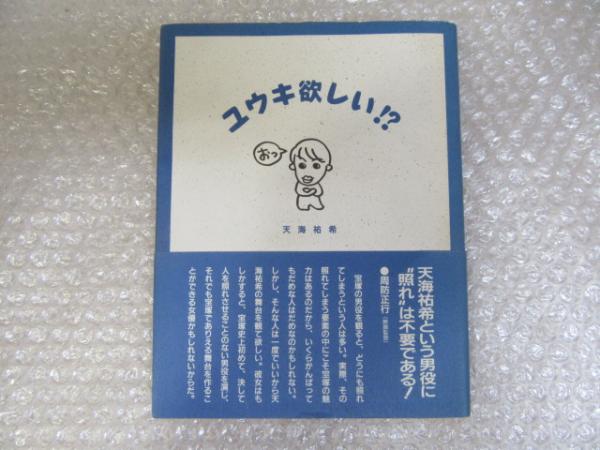 ユウキ欲しい!?
おっ
天海祐希
天海祐希という男役に
“照れ”は不要である！
●周防正行（映画監督）
宝塚の男役を観ると、どうにも照れ
てしまうという人は多い。実際、その
照れてしまう要素の中にこそ宝塚の魅
力はあるのだから、いくらがんばって
もだめな人はだめなのかもしれない。
しかし、そんな人は一度でいいから天
海祐希の舞台を観て欲しい。彼女はも
しかすると、宝塚史上初めて、決して
人を照れさせることのない男役を演じ、
それでも宝塚でありえる舞台を作るこ
とができる女優かもしれないからだ。